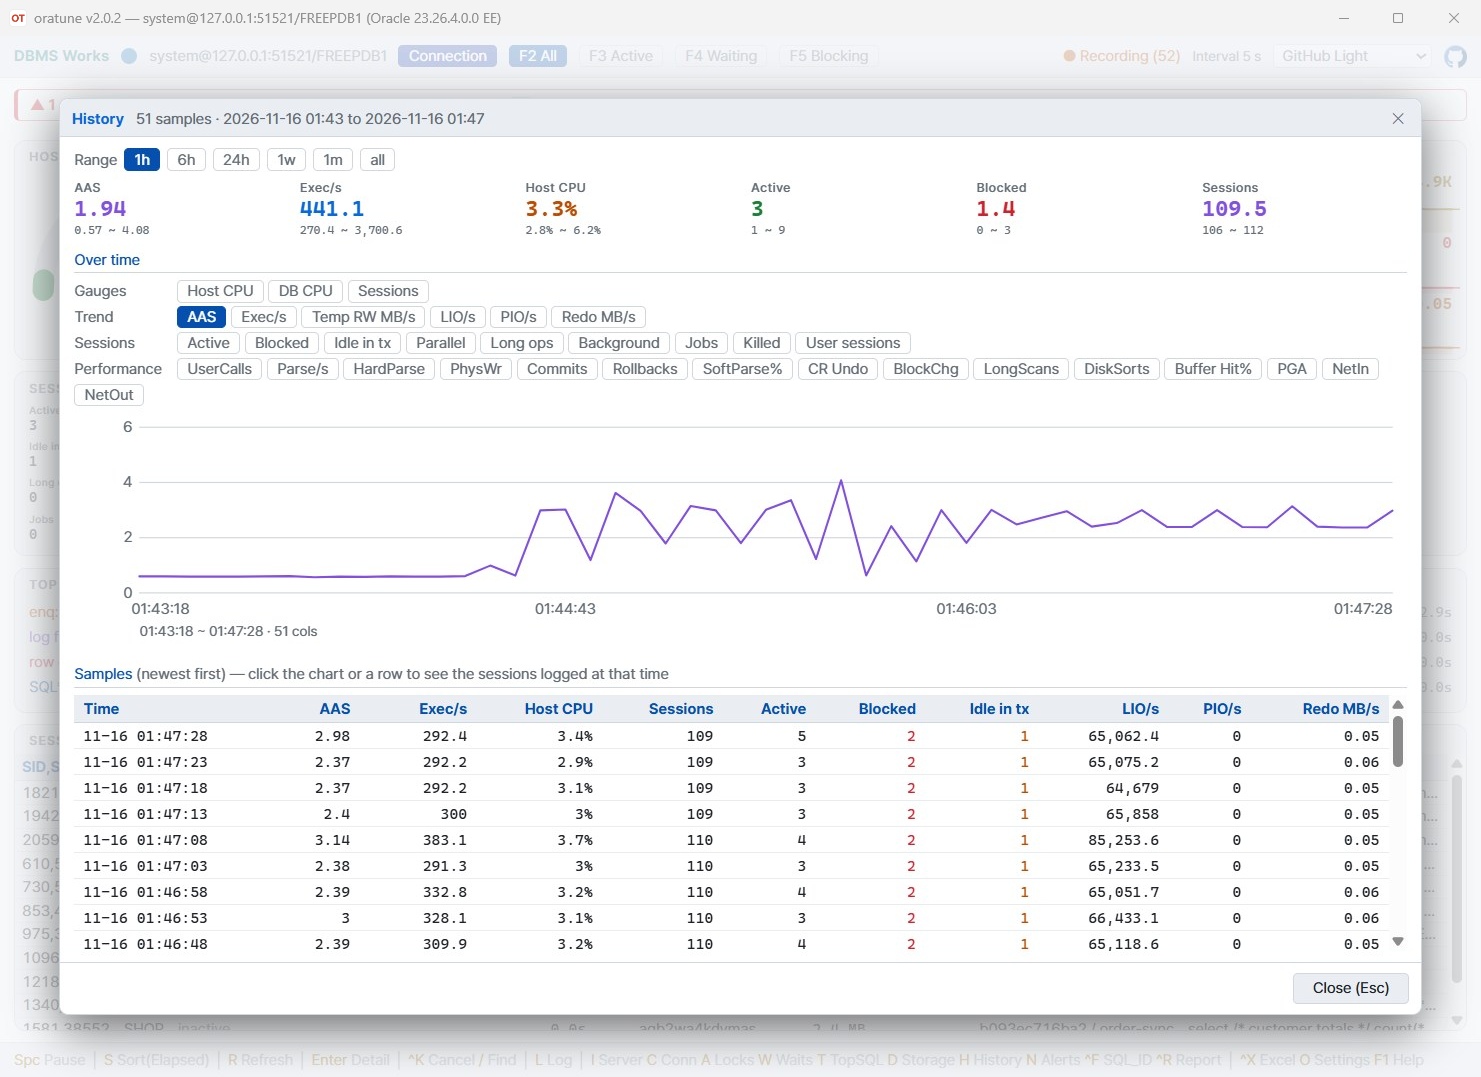 OT oratune v2.0.2 — system@127.0.0.1:51521/FREEPDB1 (Oracle 23.26.4.0.0 EE)
DBMS Works system@127.0.0.1:51521/FREEPDB1 Connection F2 All F3 Active F4 Waiting F5 Blocking Recording (52) Interval 5 s GitHub Light
▲ 1
History 51 samples · 2026-11-16 01:43 to 2026-11-16 01:47
Range 1h 6h 24h 1w 1m all
AAS Exec/s Host CPU Active Blocked Sessions
1.94 441.1 3.3% 3 1.4 109.5
0.57 ~ 4.08 270.4 ~ 3,700.6 2.8% ~ 6.2% 1 ~ 9 0 ~ 3 106 ~ 112
Over time
Gauges Host CPU DB CPU Sessions
Trend AAS Exec/s Temp RW MB/s LIO/s PIO/s Redo MB/s
Sessions Active Blocked Idle in tx Parallel Long ops Background Jobs Killed User sessions
Performance UserCalls Parse/s HardParse PhysWr Commits Rollbacks SoftParse% CR Undo BlockChg LongScans DiskSorts Buffer Hit% PGA NetIn
NetOut
6
4
2
0
01:43:18 01:44:43 01:46:03 01:47:28
01:43:18 ~ 01:47:28 · 51 cols
Samples (newest first) — click the chart or a row to see the sessions logged at that time
Time AAS Exec/s Host CPU Sessions Active Blocked Idle in tx LIO/s PIO/s Redo MB/s
11-16 01:47:28 2.98 292.4 3.4% 109 5 2 1 65,062.4 0 0.05
11-16 01:47:23 2.37 292.2 2.9% 109 3 2 1 65,075.2 0 0.06
11-16 01:47:18 2.37 292.2 3.1% 109 3 2 1 64,679 0 0.05
11-16 01:47:13 2.4 300 3% 109 3 2 1 65,858 0 0.05
11-16 01:47:08 3.14 383.1 3.7% 110 4 2 1 85,253.6 0 0.05
11-16 01:47:03 2.38 291.3 3% 110 3 2 1 65,233.5 0 0.05
11-16 01:46:58 2.39 332.8 3.2% 110 4 2 1 65,051.7 0 0.06
11-16 01:46:53 3 328.1 3.1% 110 3 2 1 66,433.1 0 0.06
11-16 01:46:48 2.39 309.9 3.2% 110 4 2 1 65,118.6 0 0.05
Close (Esc)
Spc Pause | S Sort(Elapsed) | R Refresh | Enter Detail | ^K Cancel / Find | L Log | I Server C Conn A Locks W Waits T TopSQL D Storage H History N Alerts ^F SQL_ID ^R Report | ^X Excel O Settings F1 Help